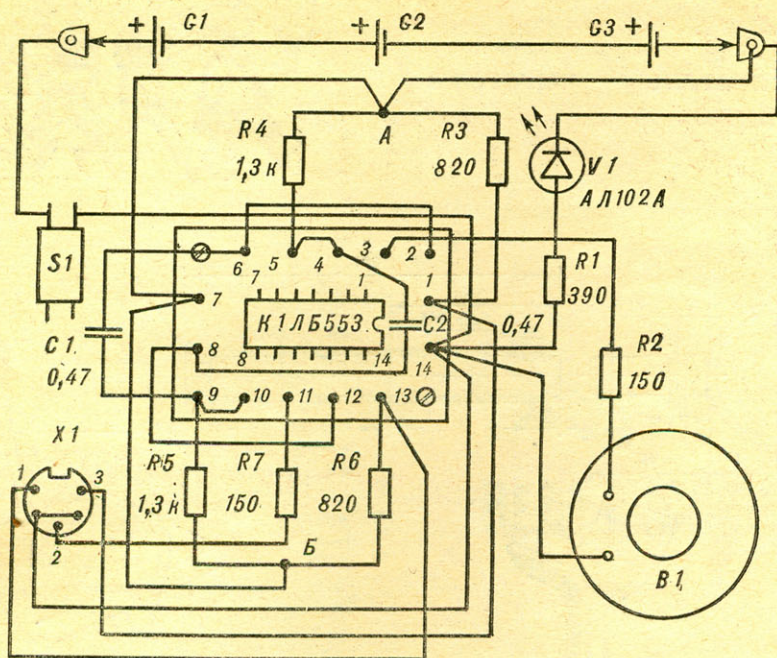 + G1
+ G2
G3 +
A
R4
1,3 к
R3
820
V1
АЛ102А
S1
6 5 4 3 2
7 1 1
7
К1ЛБ553
C2
0,47
R1
390
C1
0,47
8
8 14
14
R2
150
9 10 11 12 13
X1
1 3
2
R5
1,3 к
R7
150
R6
820
Б
B1